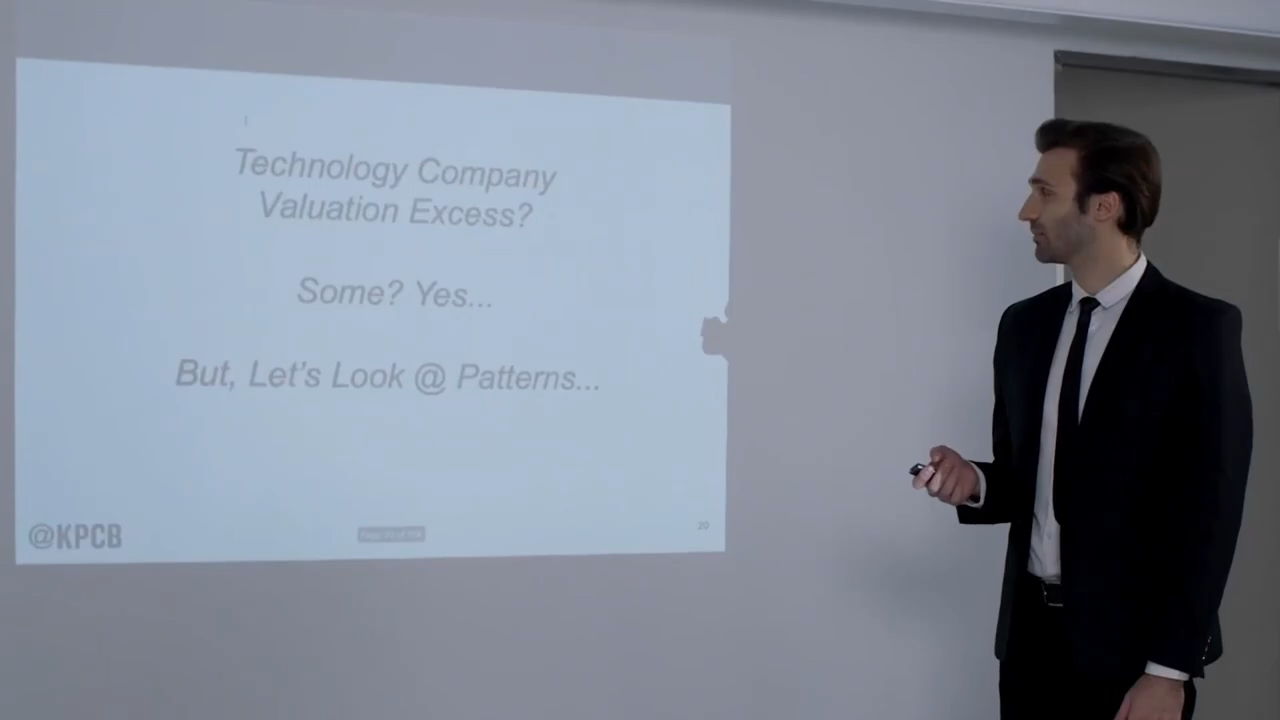 Technology Company
Valuation Excess?
Some? Yes...
But, Let's Look @ Patterns...
@KPCB
20